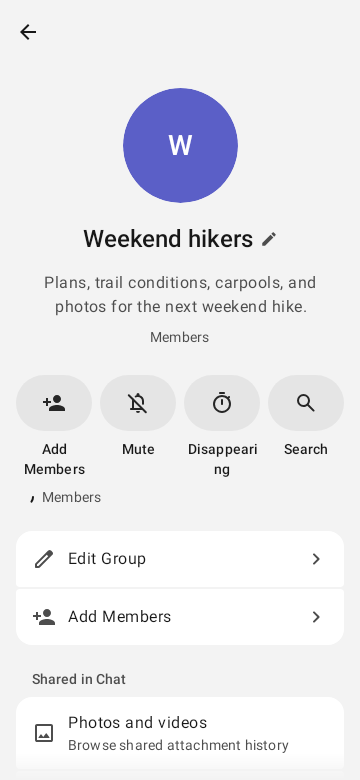 W
Weekend hikers
Plans, trail conditions, carpools, and
photos for the next weekend hike.
Members
Add
Members
Mute
Disappeari
ng
Search
Members
Edit Group
Add Members
Shared in Chat
Photos and videos
Browse shared attachment history